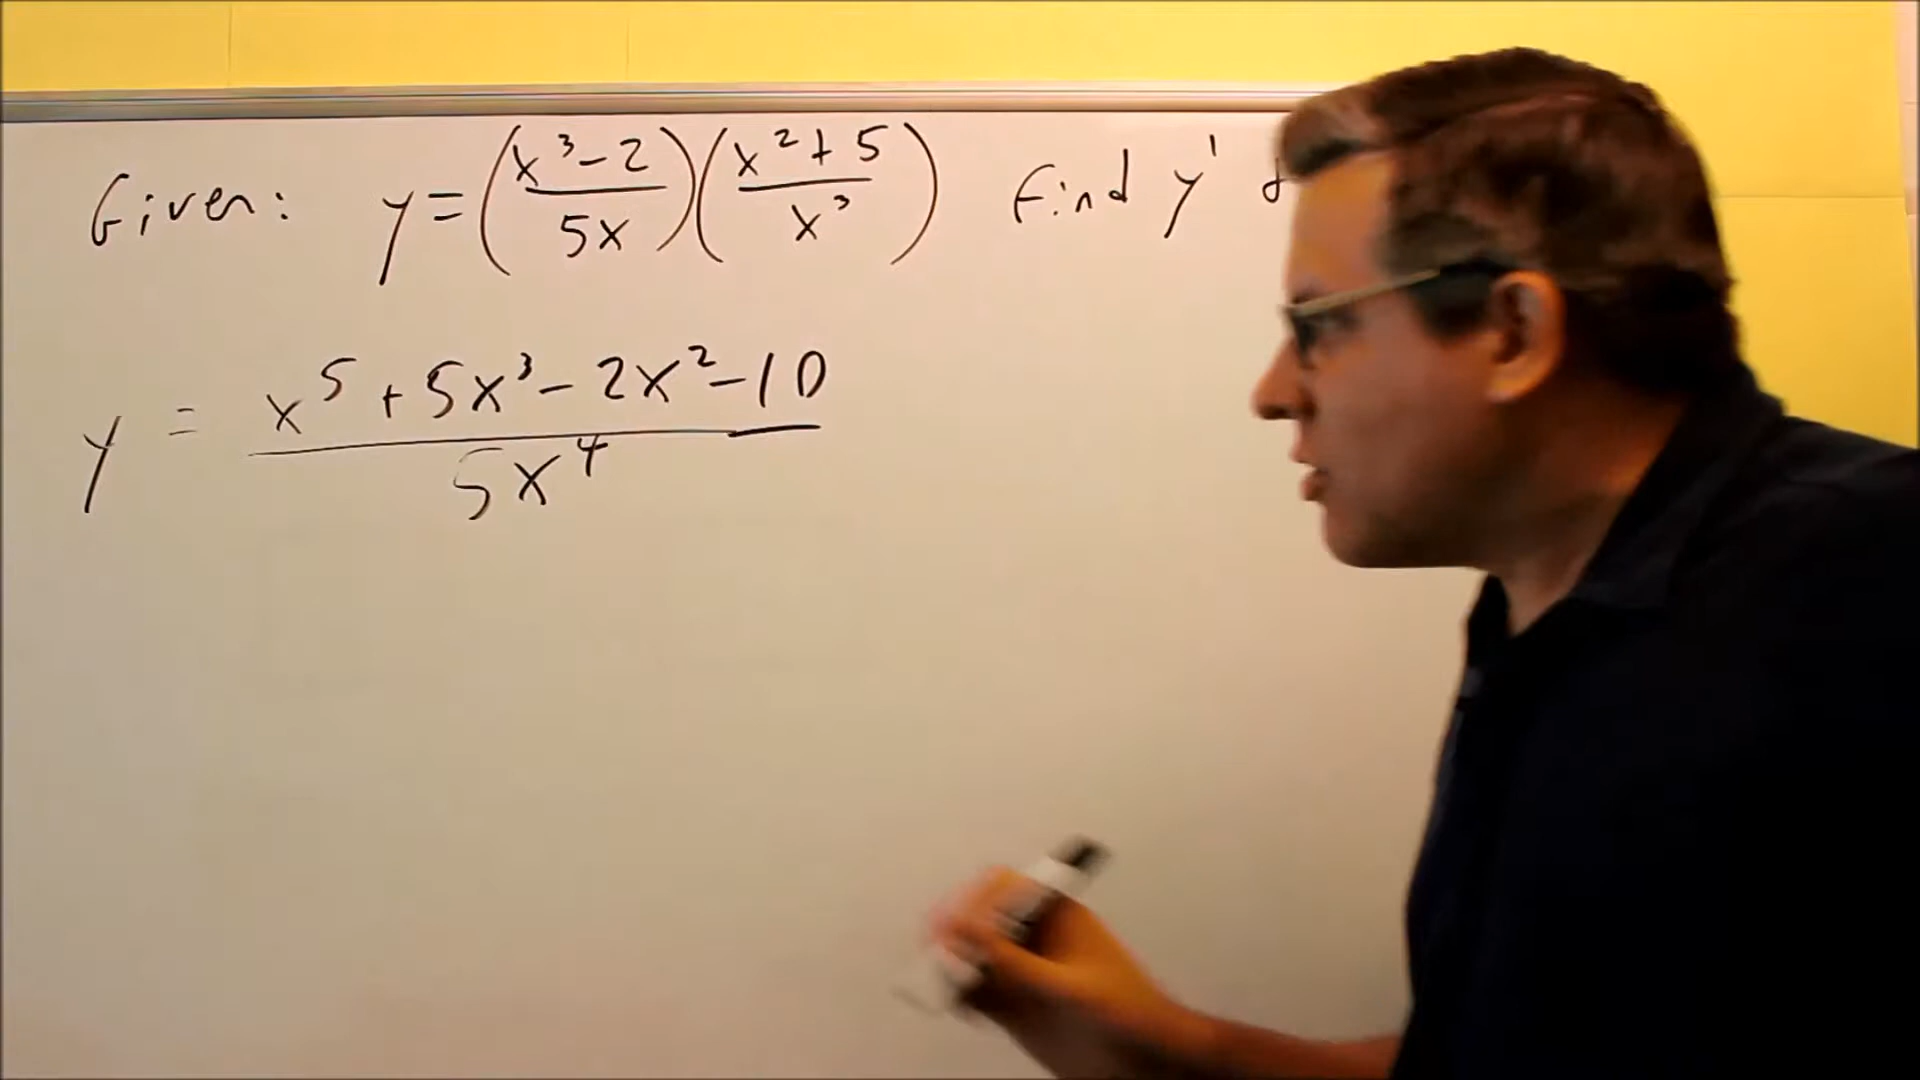 Given: y = (x³ - 2 / 5x)(x² + 5 / x³) Find y'
y = x⁵ + 5x³ - 2x² - 10 / 5x⁴